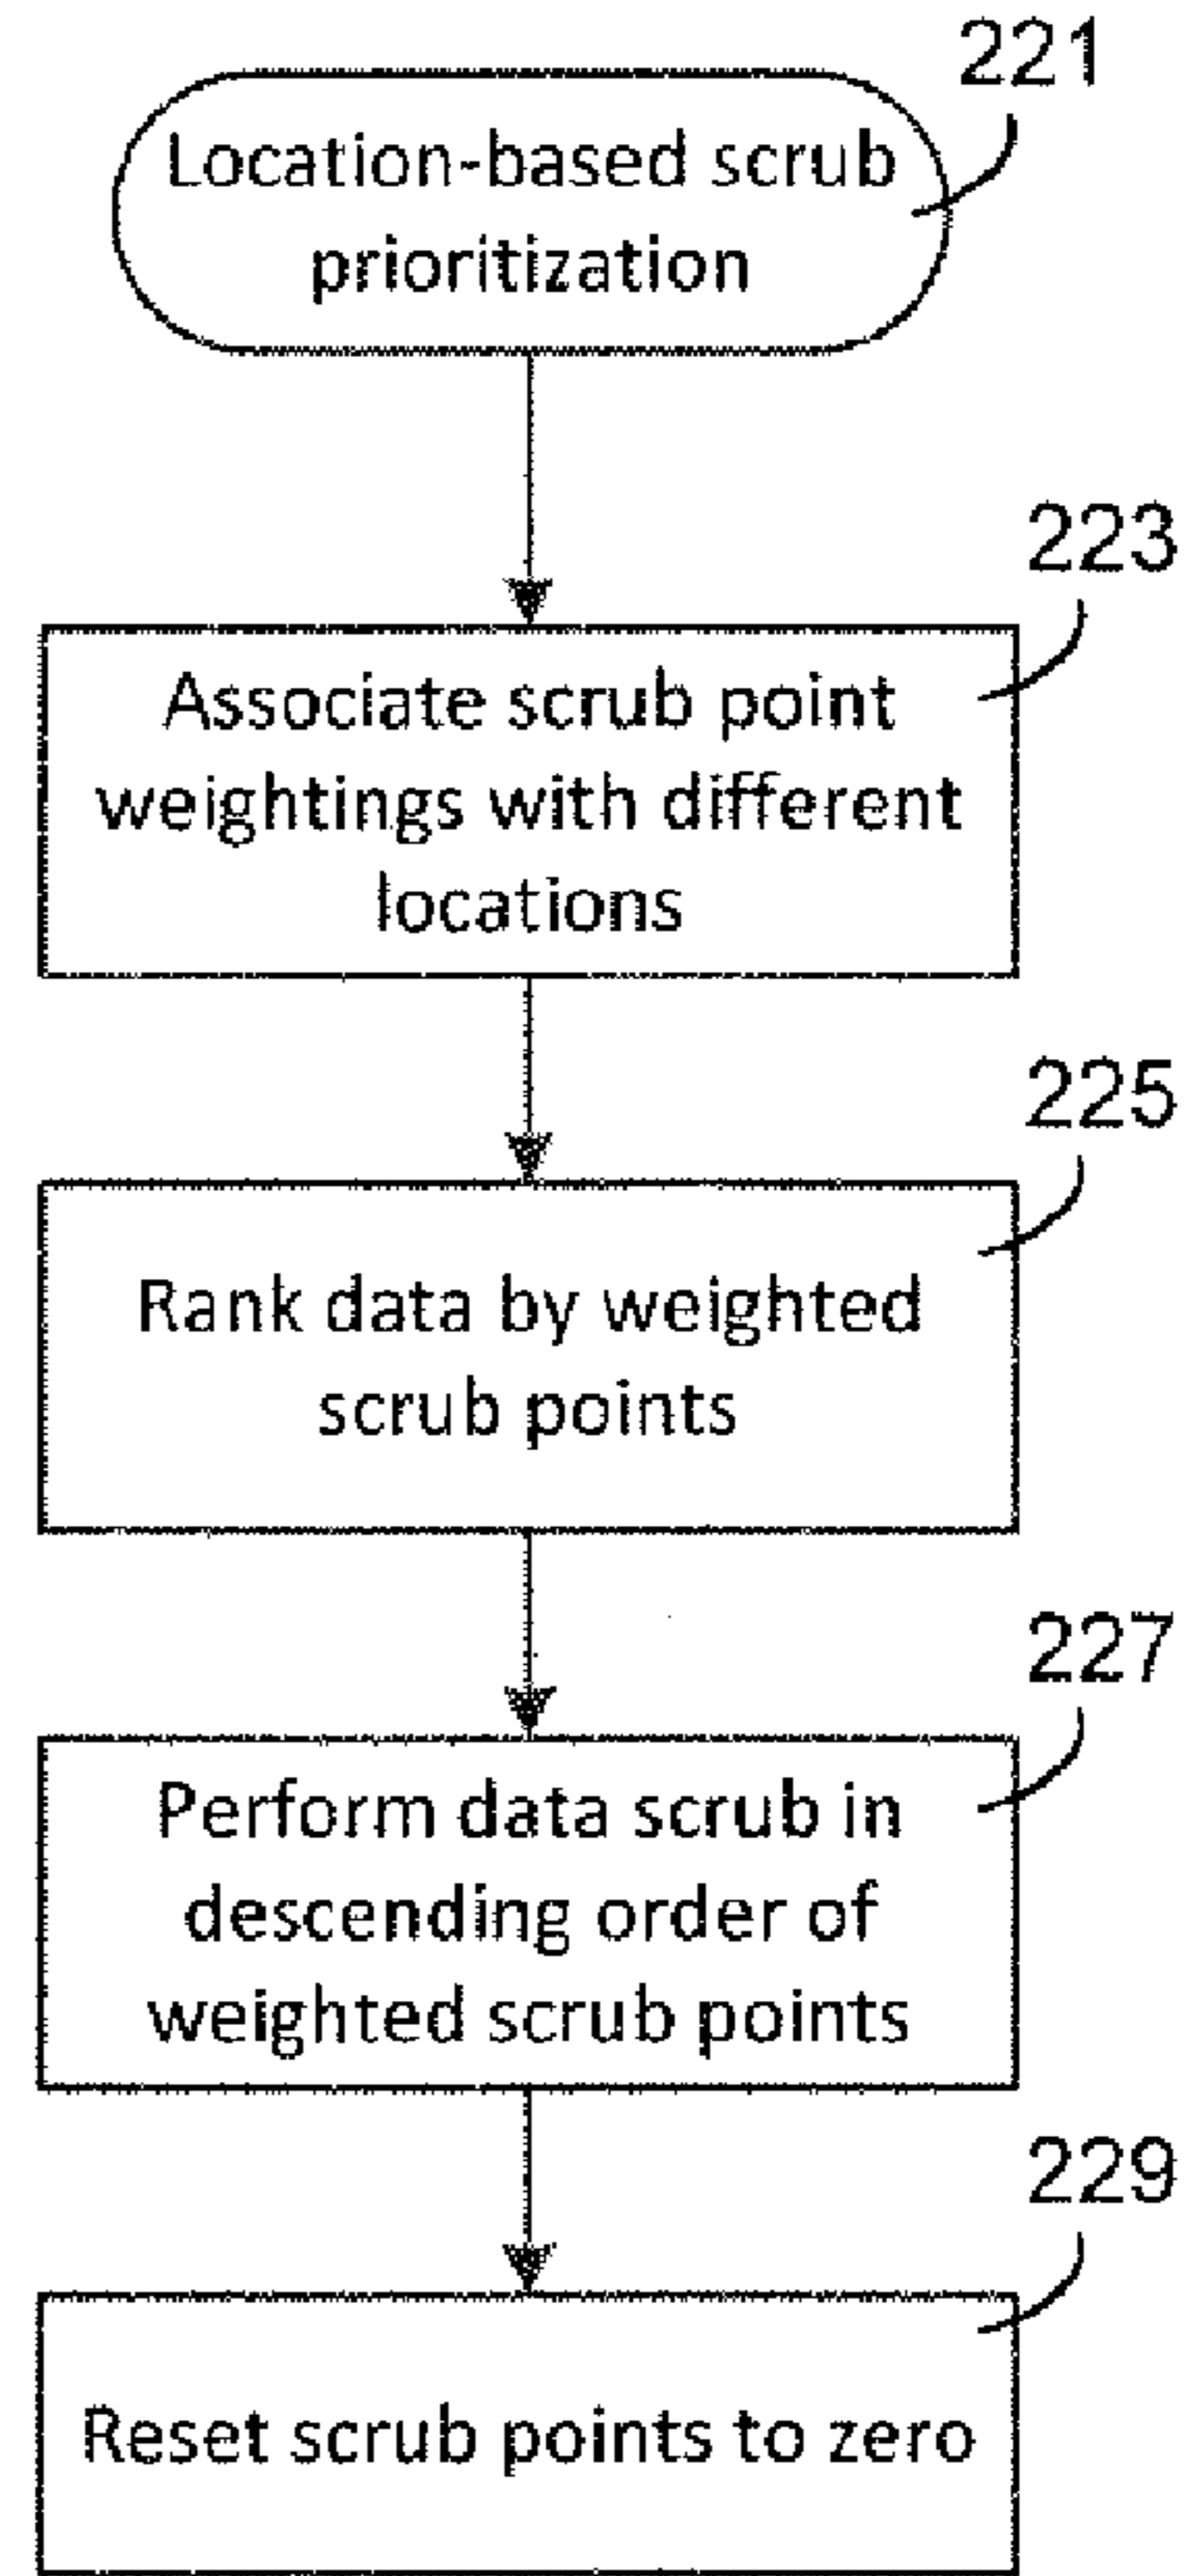 221
Location-based scrub
prioritization
223
Associate scrub point
weightings with different
locations
225
Rank data by weighted
scrub points
227
Perform data scrub in
descending order of
weighted scrub points
229
Reset scrub points to zero